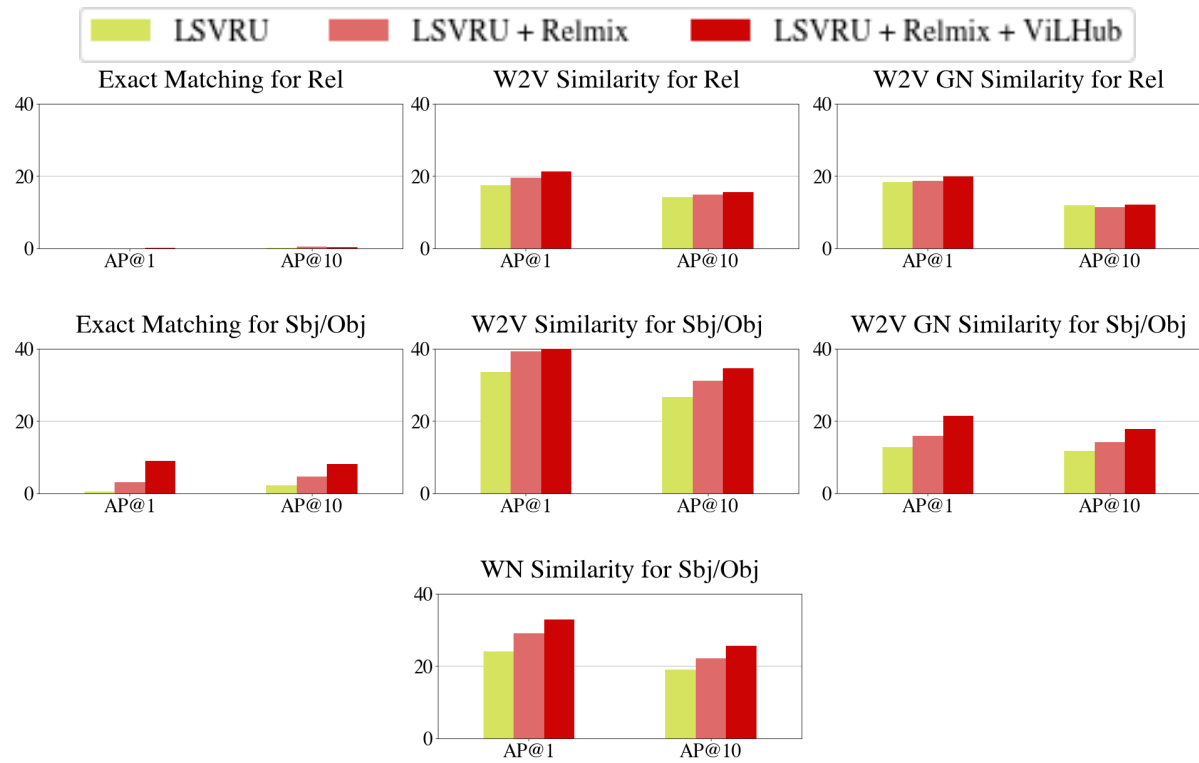 LSVRU LSVRU + Relmix LSVRU + Relmix + ViLHub
Exact Matching for Rel
40
20
0
AP@1 AP@10
W2V Similarity for Rel
40
20
0
AP@1 AP@10
W2V GN Similarity for Rel
40
20
0
AP@1 AP@10
Exact Matching for Sbj/Obj
40
20
0
AP@1 AP@10
W2V Similarity for Sbj/Obj
40
20
0
AP@1 AP@10
W2V GN Similarity for Sbj/Obj
40
20
0
AP@1 AP@10
WN Similarity for Sbj/Obj
40
20
0
AP@1 AP@10